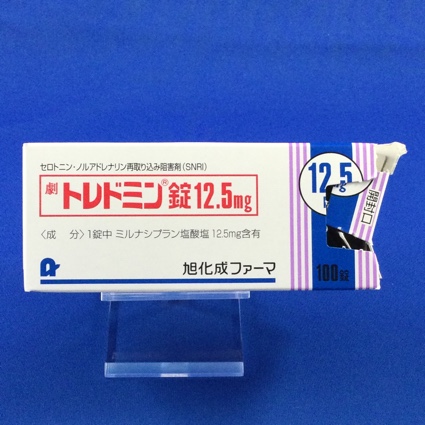 セロトニン・ノルアドレナリン再取り込み阻害剤(SNRI)
劇 トレドミン®錠12.5mg
〈成 分〉1錠中 ミルナシプラン塩酸塩 12.5mg含有
旭化成ファーマ
12.5
開封口
100錠